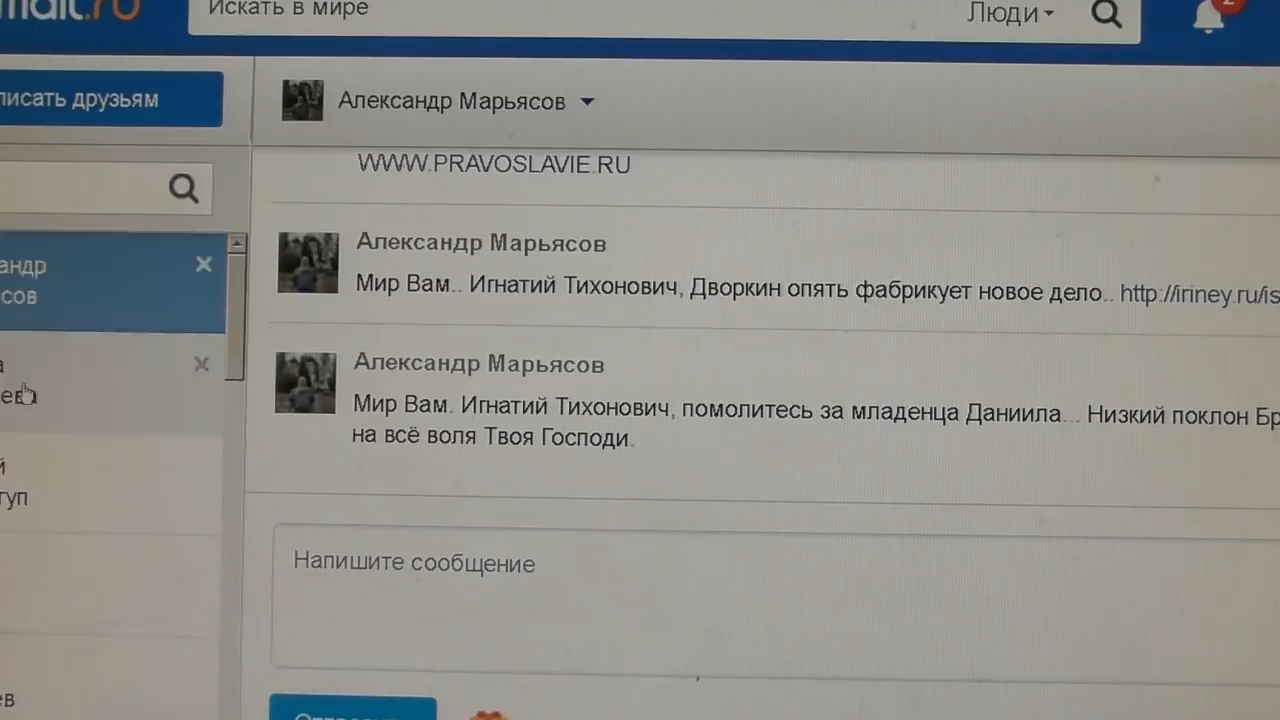 mail.ru
Искать в мире
Люди
2
писать друзьям
Александр Марьясов
WWW.PRAVOSLAVIE.RU
Александр Марьясов
Мир Вам.. Игнатий Тихонович, Дворкин опять фабрикует новое дело.. http://iriney.ru/is
Александр Марьясов
Мир Вам. Игнатий Тихонович, помолитесь за младенца Даниила... Низкий поклон Бр
на всё воля Твоя Господи.
Напишите сообщение
андр
сов